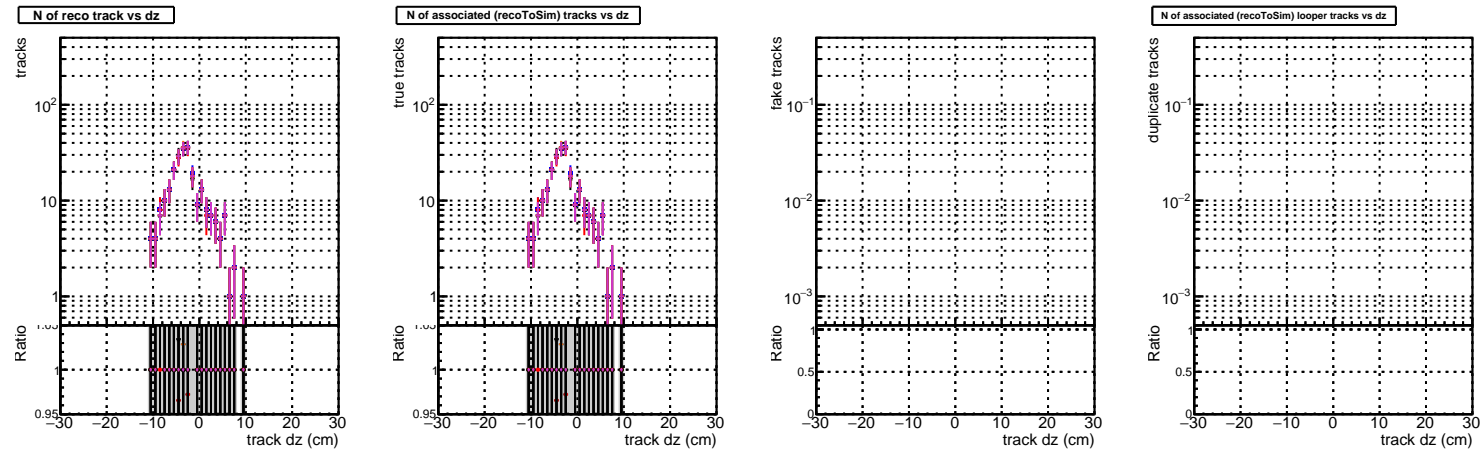 N of reco track vs dz
tracks
10²
10
1
Ratio
1.05
1
0.95
−30 −20 −10 0 10 20 30
track dz (cm)
N of associated (recoToSim) tracks vs dz
true tracks
10²
10
1
Ratio
1.05
1
0.95
−30 −20 −10 0 10 20 30
track dz (cm)
fake tracks
10⁻¹
10⁻²
10⁻³
Ratio
1
0.5
0
−30 −20 −10 0 10 20 30
track dz (cm)
N of associated (recoToSim) looper tracks vs dz
duplicate tracks
10⁻¹
10⁻²
10⁻³
Ratio
1
0.5
0
−30 −20 −10 0 10 20 30
track dz (cm)